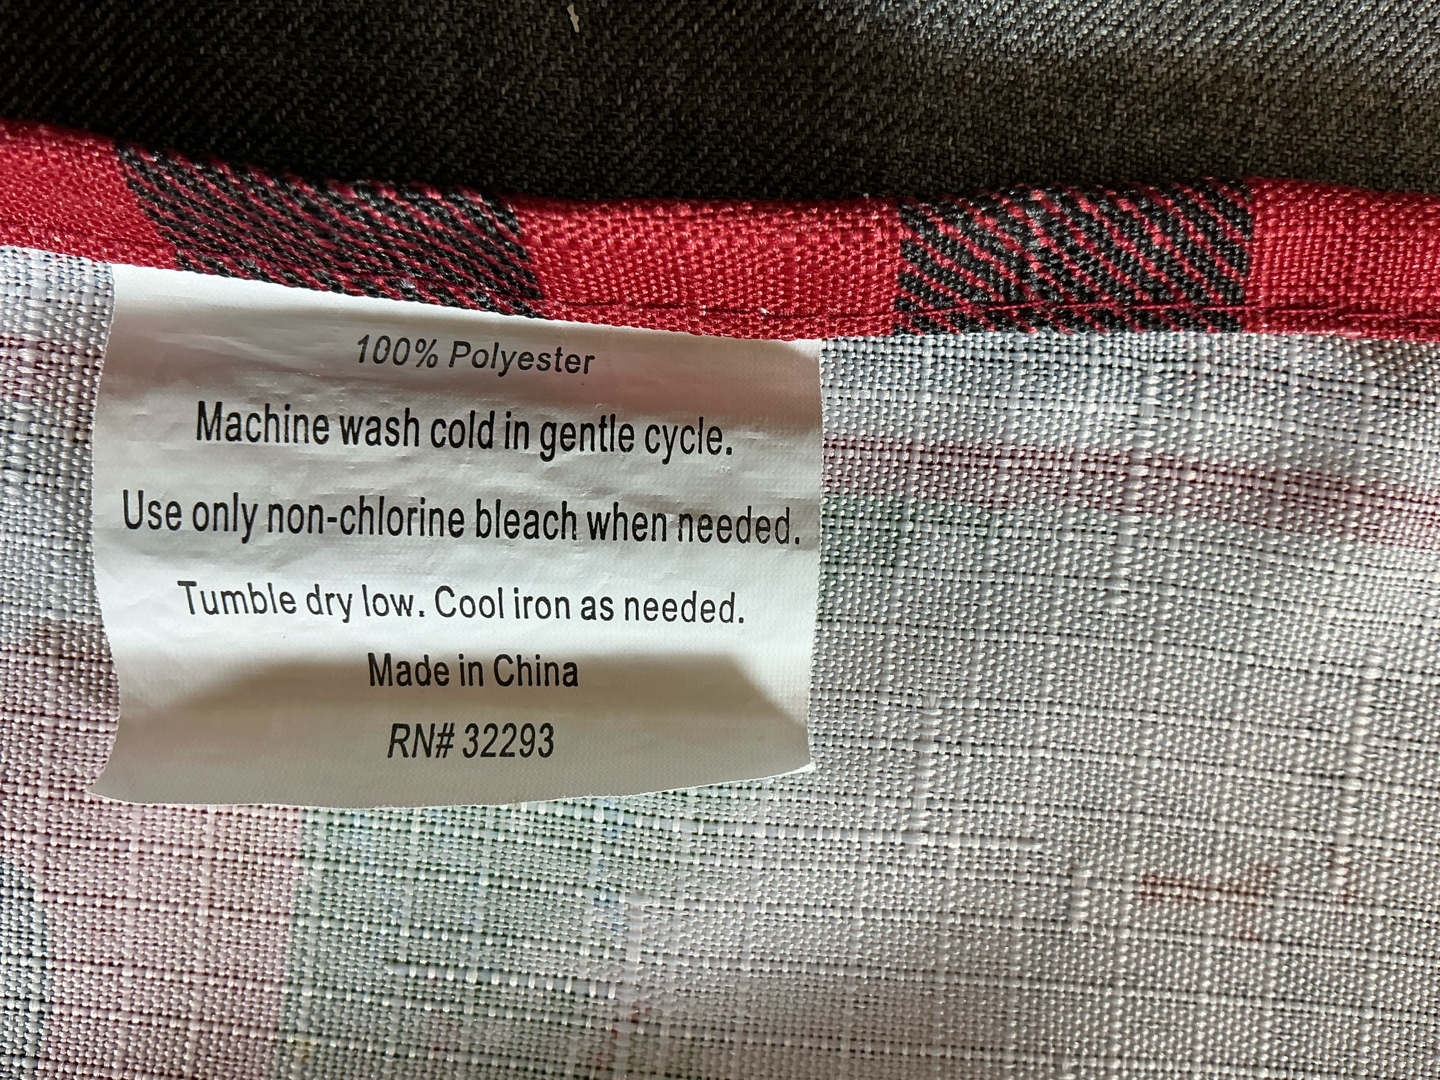 100% Polyester
Machine wash cold in gentle cycle.
Use only non-chlorine bleach when needed.
Tumble dry low. Cool iron as needed.
Made in China
RN# 32293